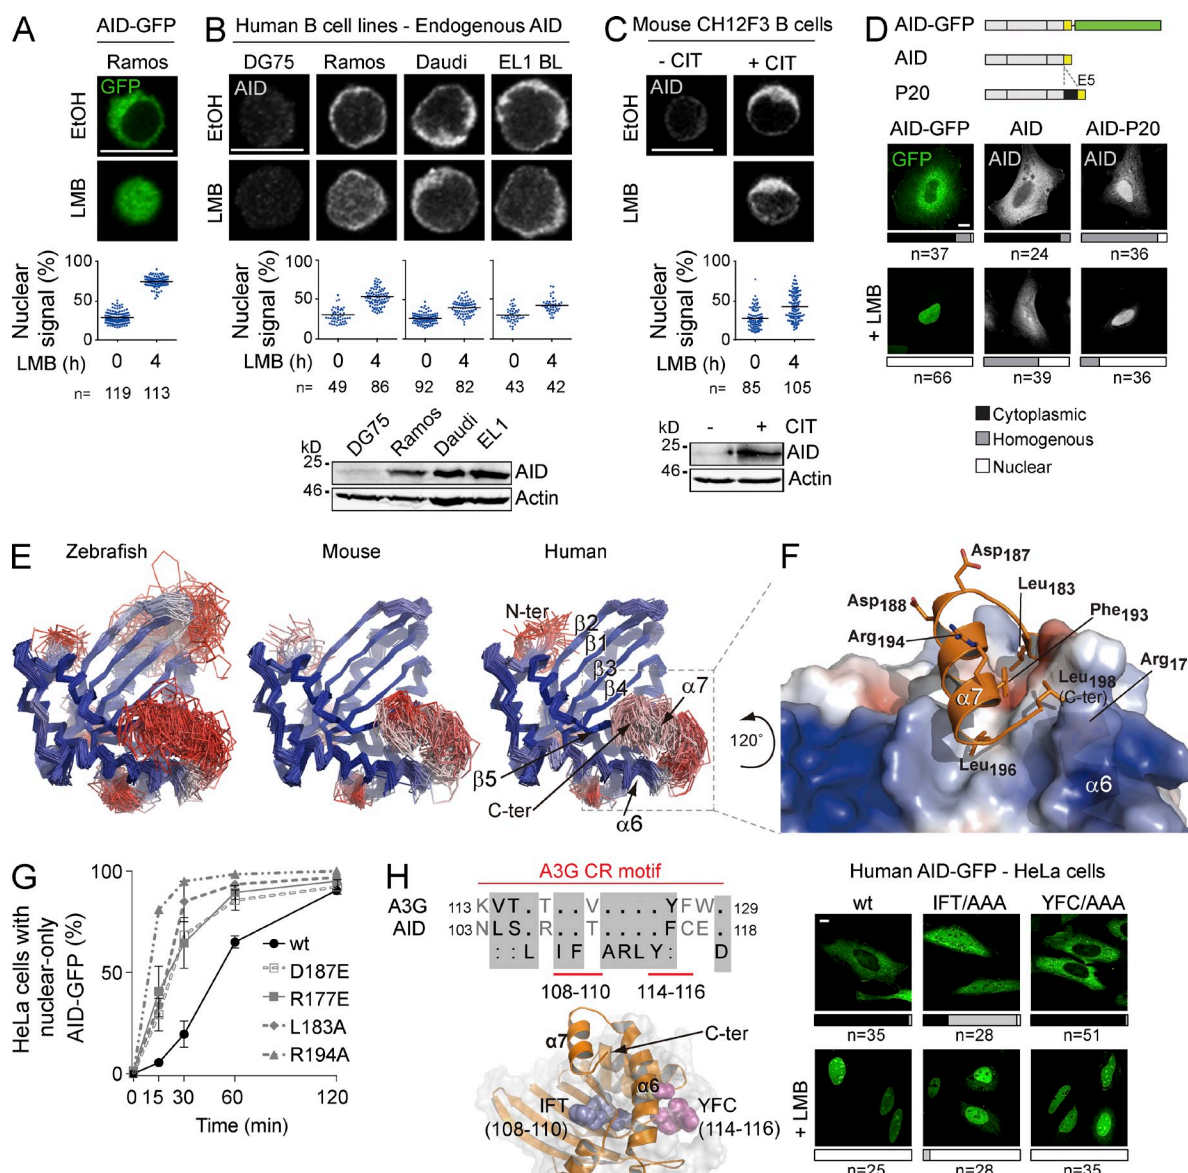 A
AID-GFP
Ramos
GFP
EtOH
LMB
Nuclear signal (%)
100
50
0
LMB (h)
0 4
n= 119 113
B
Human B cell lines - Endogenous AID
DG75 Ramos Daudi EL1 BL
AID
EtOH
LMB
Nuclear signal (%)
100
50
0
LMB (h)
0 4 0 4 0 4
n= 49 86 92 82 43 42
DG75 Ramos Daudi EL1
kD
25
AID
46
Actin
C
Mouse CH12F3 B cells
- CIT + CIT
AID
EtOH
LMB
Nuclear signal (%)
100
50
0
LMB (h)
0 4
n= 85 105
kD - + CIT
25
AID
46
Actin
D
AID-GFP
AID
E5
P20
AID-GFP AID AID-P20
GFP AID AID
n=37 n=24 n=36
+ LMB
n=66 n=39 n=36
Cytoplasmic
Homogenous
Nuclear
E
Zebrafish Mouse Human
N-ter
β2
β1
β3
β4
α7
β5
C-ter
α6
120°
F
Asp187
Leu183
Asp188
Phe193
Arg194
Arg17
Leu198
(C-ter)
α7
Leu196
α6
G
HeLa cells with nuclear-only AID-GFP (%)
100
50
0
wt
D187E
R177E
L183A
R194A
0 15 30 60 120
Time (min)
H
A3G CR motif
A3G 113 KVT. T. .V. . . . YFW. 129
AID 103 NLS. R. .T. . . . FCE. 118
: : L IF ARLY : D
108-110 114-116
α7
C-ter
α6
IFT
(108-110)
YFC
(114-116)
Human AID-GFP - HeLa cells
wt IFT/AAA YFC/AAA
n=35 n=28 n=51
+ LMB
n=25 n=28 n=35